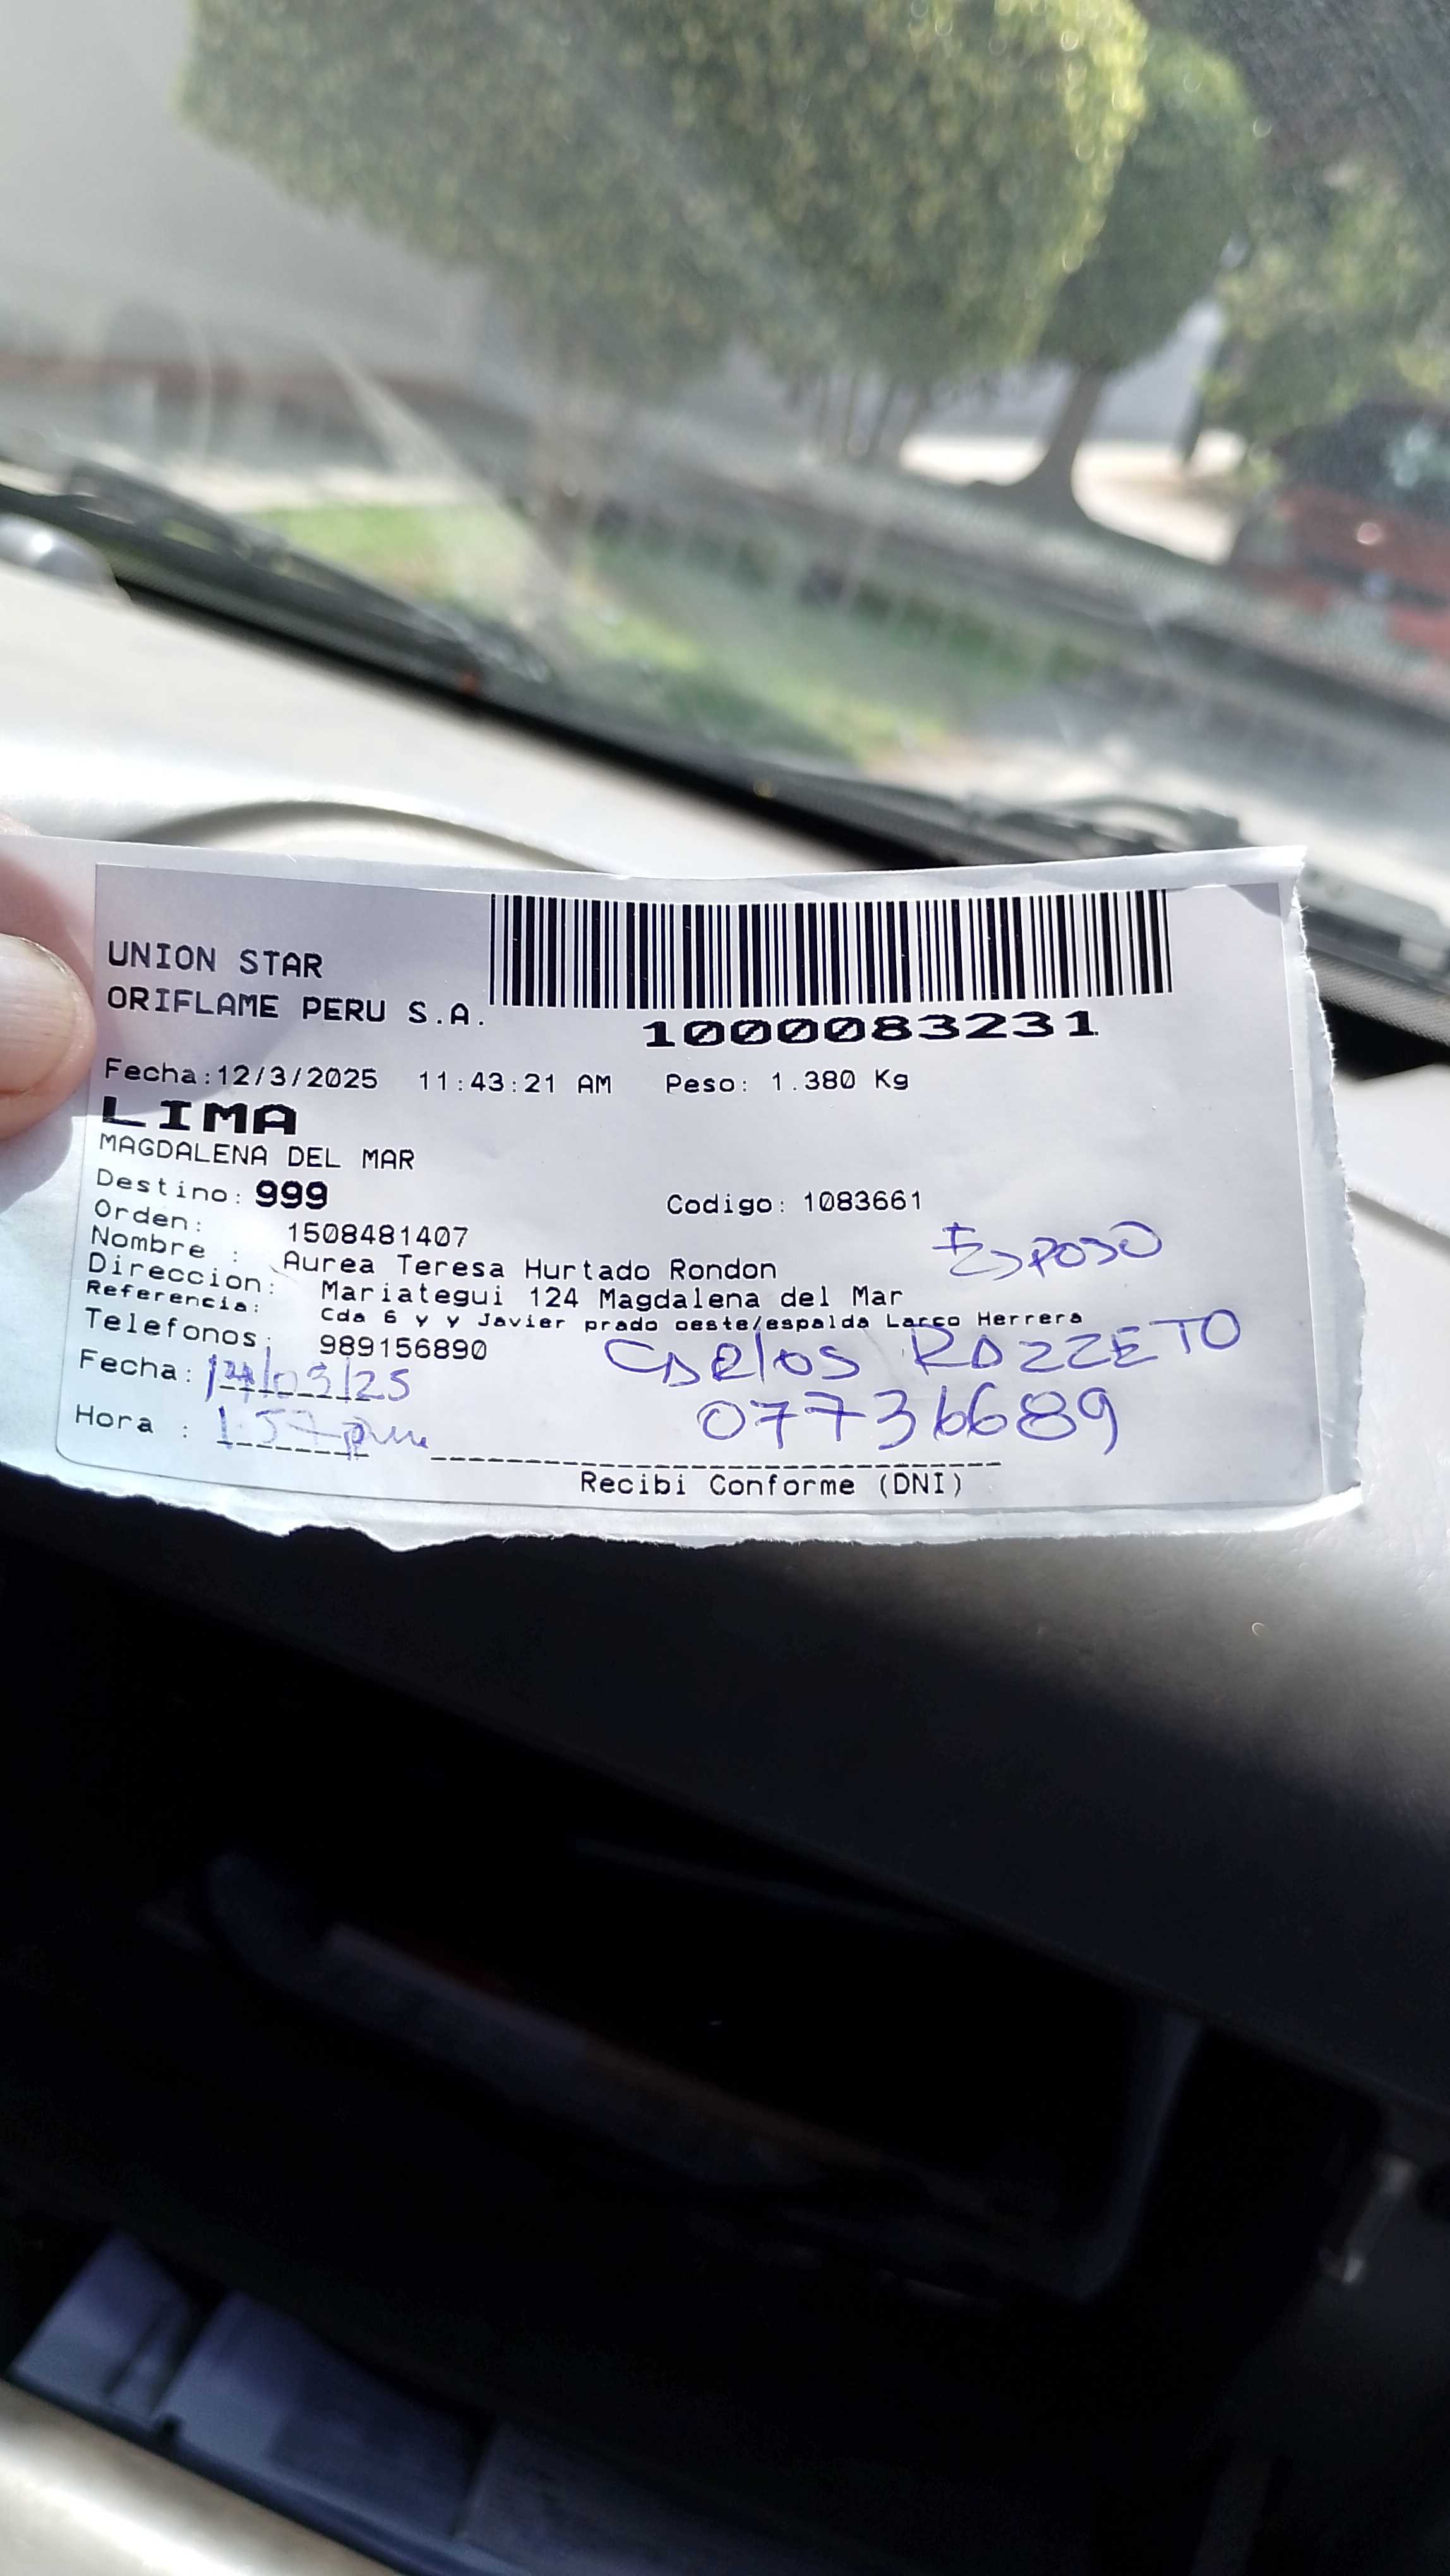 UNION STAR
ORIFLAME PERU S.A.
1000083231
Fecha:12/3/2025 11:43:21 AM Peso: 1.380 Kg
LIMA
MAGDALENA DEL MAR
Destino: 999 Codigo: 1083661
Orden: 1508481407
Nombre : Aurea Teresa Hurtado Rondon Esposo
Direccion: Mariategui 124 Magdalena del Mar
Referencia: Cda 6 y y Javier prado oeste/espalda Larco Herrera
Telefonos: 989156890 CARlos ROZZETO
Fecha: 14/03/25 07736689
Hora : 1:57 pm
Recibi Conforme (DNI)